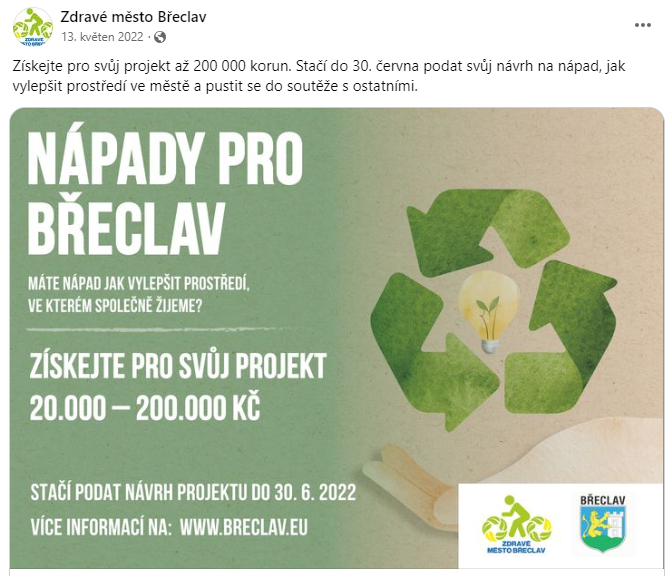 Zdravé město Břeclav
13. květen 2022 ·
Získejte pro svůj projekt až 200 000 korun. Stačí do 30. června podat svůj návrh na nápad, jak
vylepšit prostředí ve městě a pustit se do soutěže s ostatními.
NÁPADY PRO
BŘECLAV
MÁTE NÁPAD JAK VYLEPŠIT PROSTŘEDÍ,
VE KTERÉM SPOLEČNĚ ŽIJEME?
ZÍSKEJTE PRO SVŮJ PROJEKT
20.000 – 200.000 KČ
STAČÍ PODAT NÁVRH PROJEKTU DO 30. 6. 2022
VÍCE INFORMACÍ NA: WWW.BRECLAV.EU
ZDRAVÉ
MĚSTO BŘECLAV
BŘECLAV